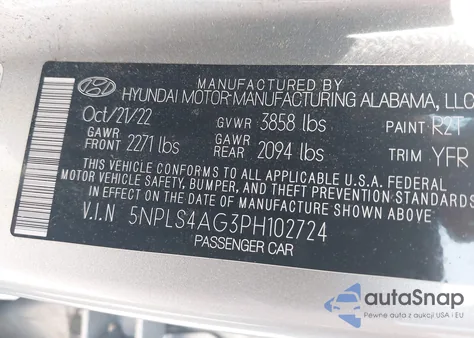 MANUFACTURED BY
HYUNDAI MOTOR MANUFACTURING ALABAMA, LLC
Oct/21/22 GVWR 3858 lbs PAINT R2T
GAWR FRONT 2271 lbs GAWR REAR 2094 lbs TRIM YFR
THIS VEHICLE CONFORMS TO ALL APPLICABLE U.S.A. FEDERAL
MOTOR VEHICLE SAFETY, BUMPER, AND THEFT PREVENTION STANDARDS
IN EFFECT ON THE DATE OF MANUFACTURE SHOWN ABOVE
V.I.N 5NPLS4AG3PH102724
PASSENGER CAR
autoSnap
Pewne auta z USA i EU